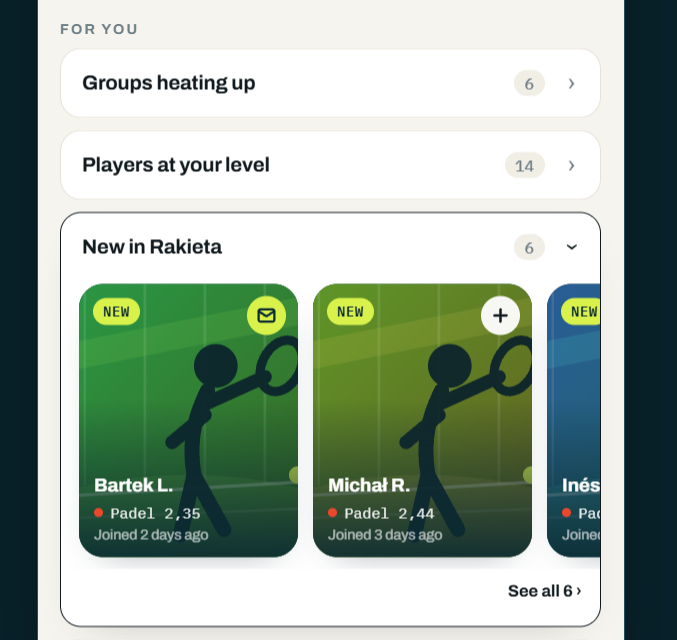 FOR YOU
Groups heating up 6 ›
Players at your level 14 ›
New in Rakieta 6
NEW NEW NEW
Bartek L. Michał R. Inés
Padel 2,35 Padel 2,44
Joined 2 days ago Joined 3 days ago
See all 6 ›